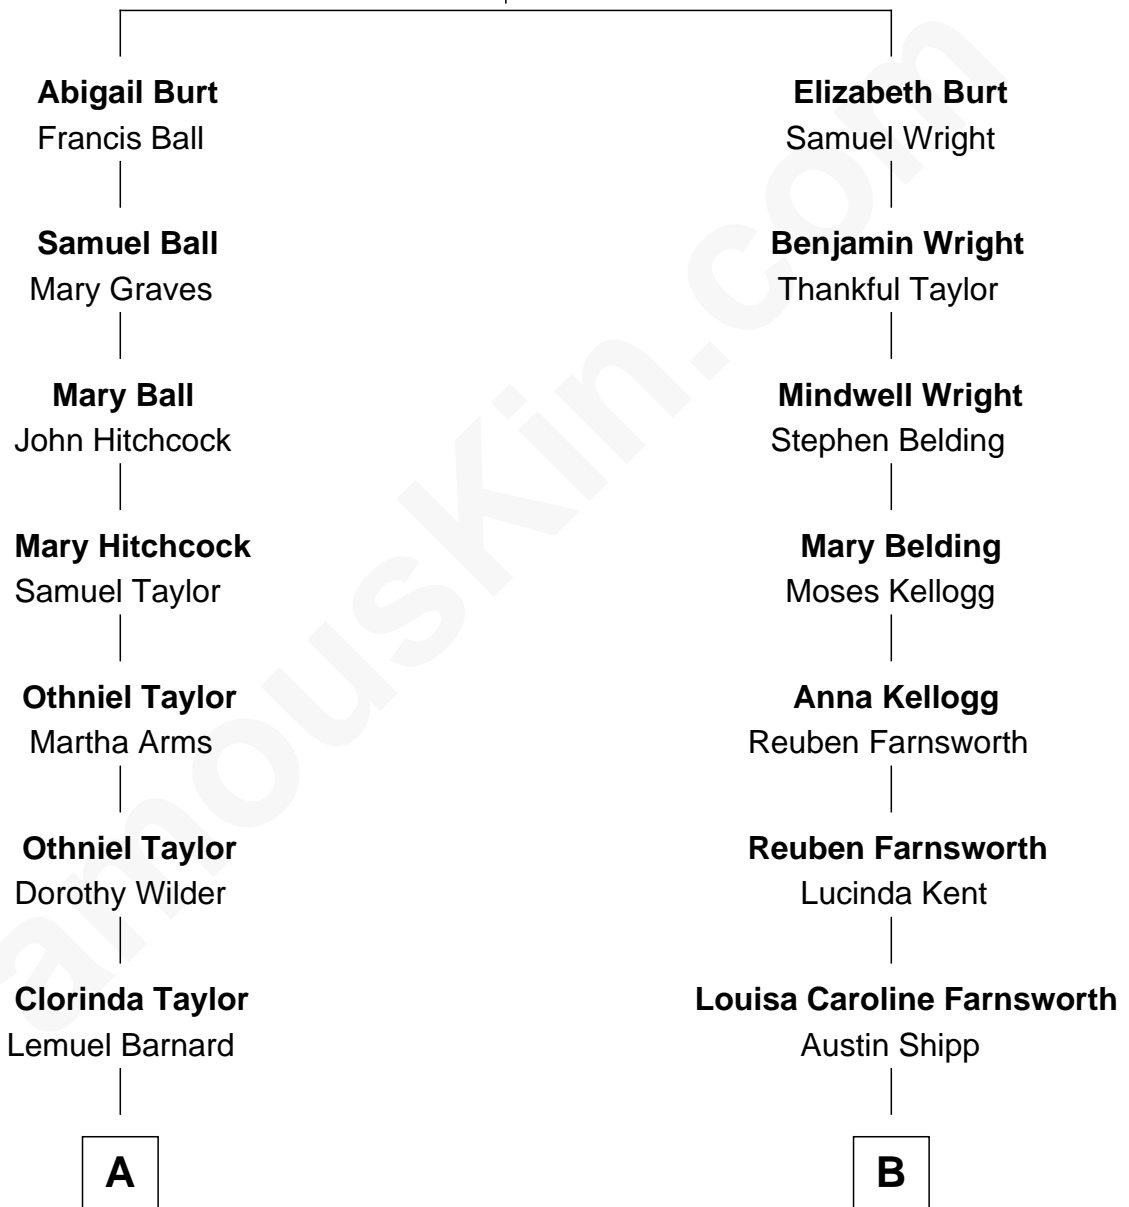 Abigail Burt
Francis Ball
Samuel Ball
Mary Graves
Mary Ball
John Hitchcock
Mary Hitchcock
Samuel Taylor
Othniel Taylor
Martha Arms
Othniel Taylor
Dorothy Wilder
Clorinda Taylor
Lemuel Barnard
A
Elizabeth Burt
Samuel Wright
Benjamin Wright
Thankful Taylor
Mindwell Wright
Stephen Belding
Mary Belding
Moses Kellogg
Anna Kellogg
Reuben Farnsworth
Reuben Farnsworth
Lucinda Kent
Louisa Caroline Farnsworth
Austin Shipp
B
amousKin.com